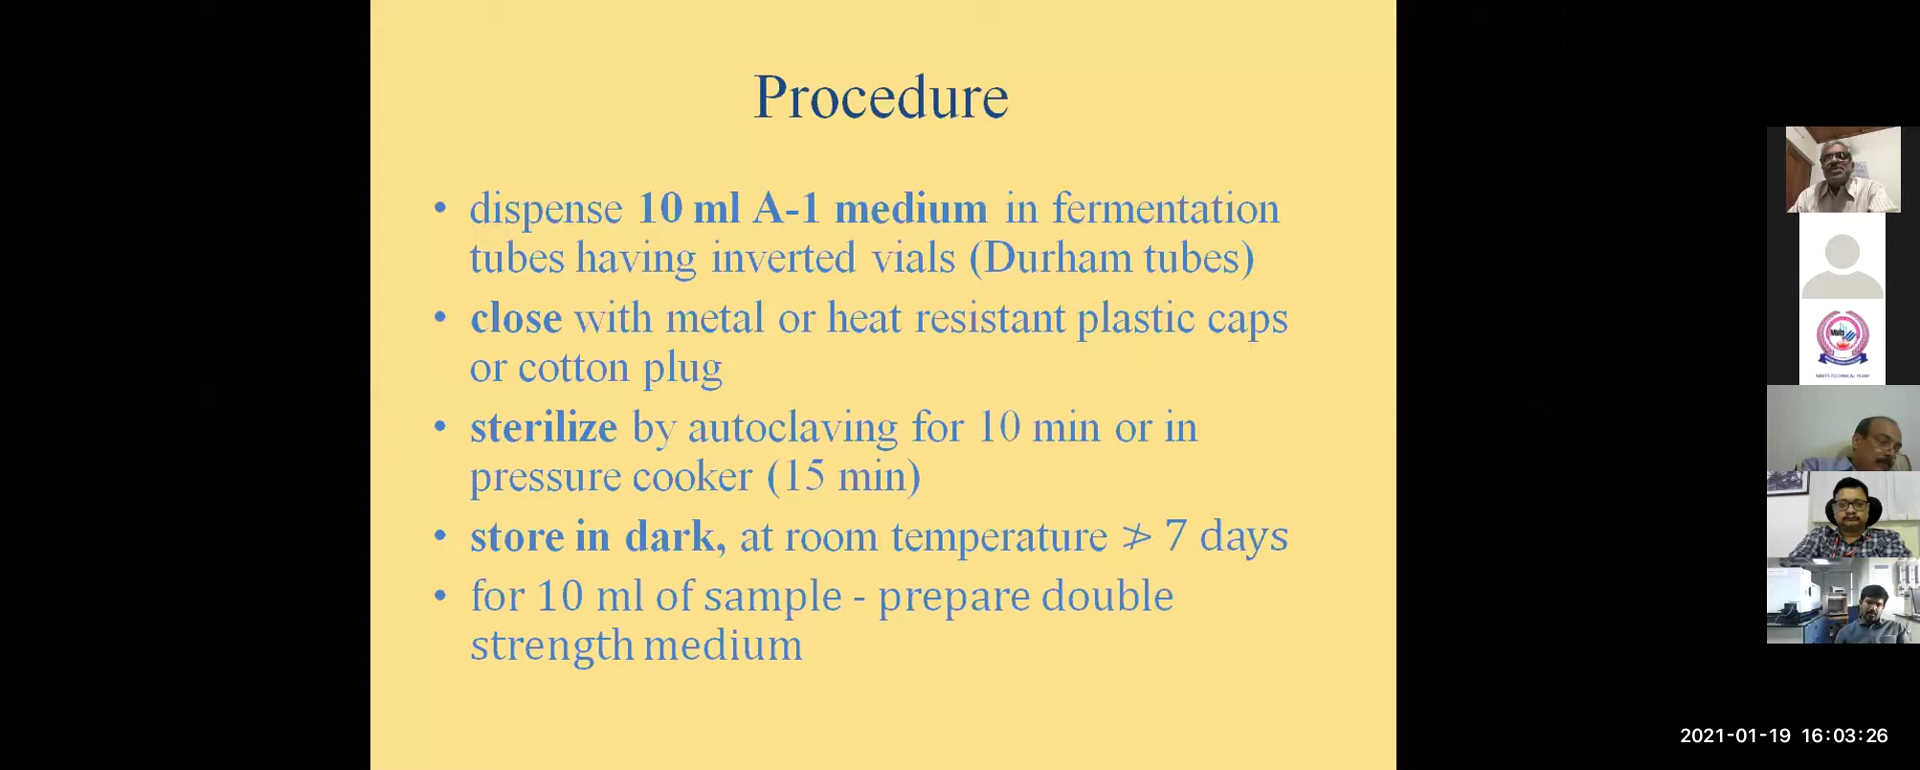 Procedure
• dispense 10 ml A-1 medium in fermentation
tubes having inverted vials (Durham tubes)
• close with metal or heat resistant plastic caps
or cotton plug
• sterilize by autoclaving for 10 min or in
pressure cooker (15 min)
• store in dark, at room temperature ≯ 7 days
• for 10 ml of sample - prepare double
strength medium
2021-01-19 16:03:26